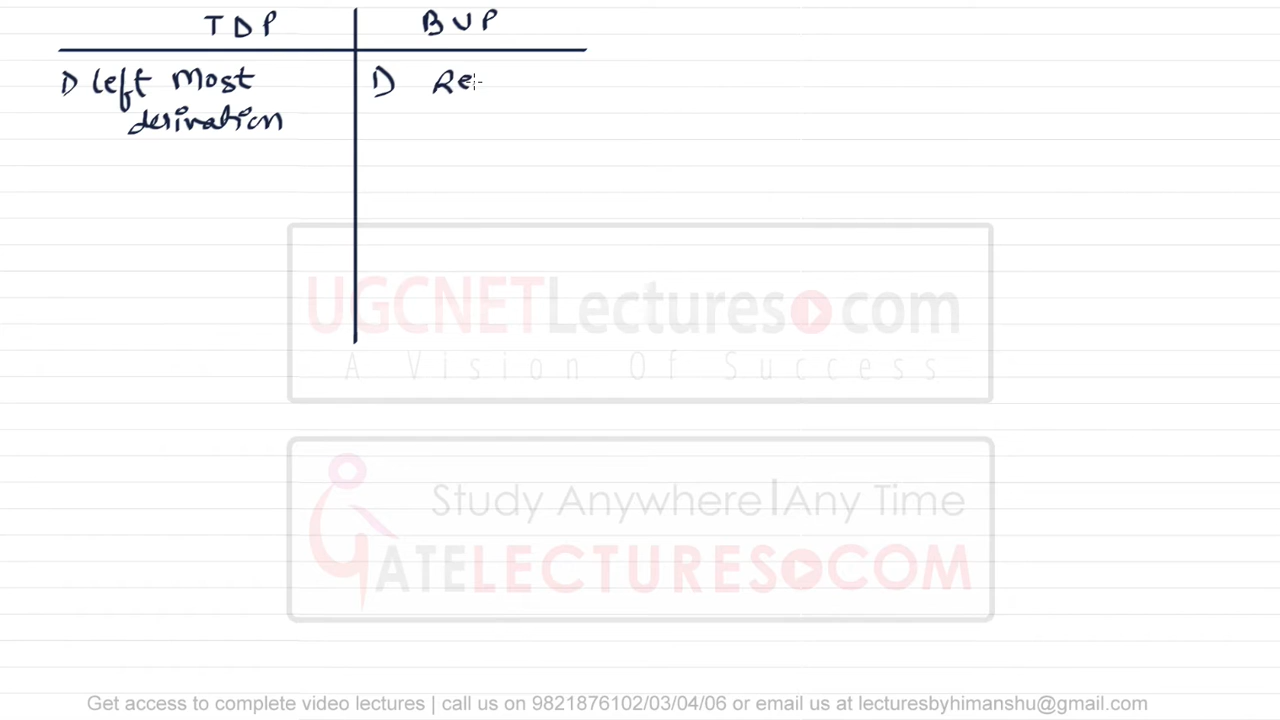 TDP BUP
1) left Most 1) Re
derivation
UGCNETLectures.com
A Vision Of Success
Study Anywhere|Any Time
GATELECTURES.COM
Get access to complete video lectures | call us on 9821876102/03/04/06 or email us at lecturesbyhimanshu@gmail.com